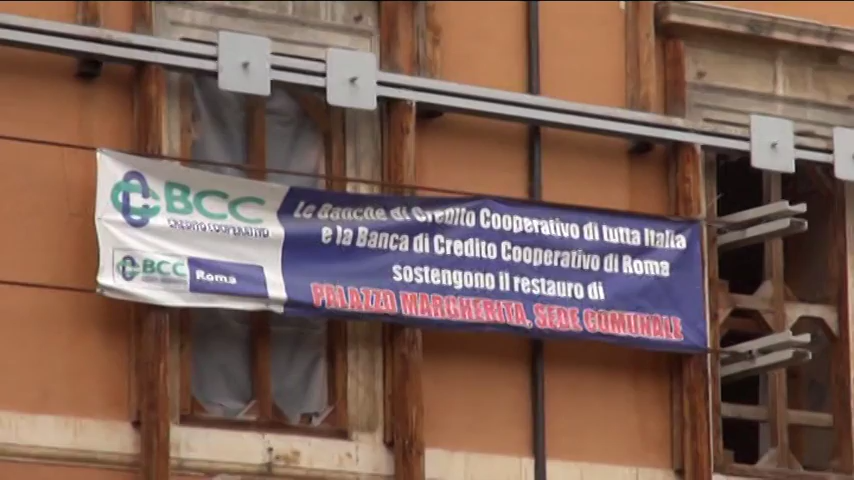 BCC
CREDITO COOPERATIVO
BCC
Roma
Le Banche di Credito Cooperativo di tutta Italia
e la Banca di Credito Cooperativo di Roma
sostengono il restauro di
PALAZZO MARGHERITA, SEDE COMUNALE